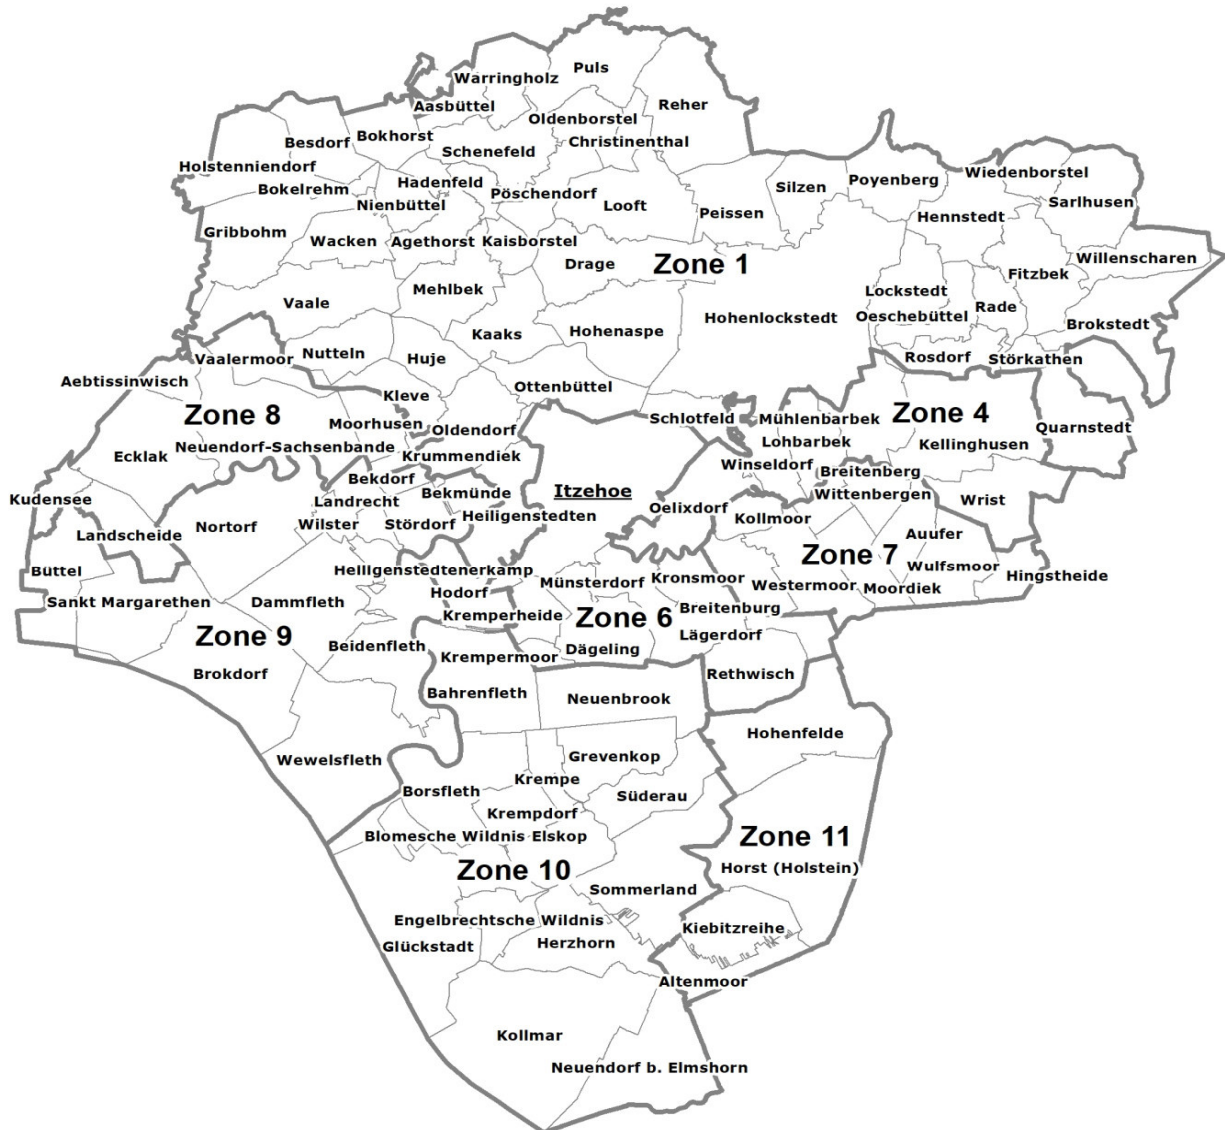 Puls
Warringholz
Reher
Aasbüttel
Oldenborstel
Bokhorst
Besdorf
Christinenthal
Schenefeld
Holstenniendorf
Wiedenborstel
Poyenberg
Hadenfeld
Silzen
Bokelrehm
Pöschendorf
Sarlhusen
Nienbüttel
Looft
Peissen
Hennstedt
Gribbohm
Wacken
Agethorst
Kaisborstel
Willenscharen
Drage
Zone 1
Fitzbek
Mehlbek
Lockstedt
Vaale
Rade
Oeschebüttel
Hohenlockstedt
Brokstedt
Kaaks
Hohenaspe
Nutteln
Huje
Rosdorf
Störkathen
Vaalermoor
Aebtissinwisch
Ottenbüttel
Kleve
Zone 8
Zone 4
Schlotfeld
Mühlenbarbek
Moorhusen
Oldendorf
Quarnstedt
Lohbarbek
Kellinghusen
Neuendorf-Sachsenbande
Ecklak
Krummendiek
Winseldorf
Breitenberg
Bekdorf
Itzehoe
Bekmünde
Wittenbergen
Kudensee
Wrist
Landrecht
Oelixdorf
Heiligenstedten
Kollmoor
Nortorf
Wilster
Stördorf
Landscheide
Auufer
Zone 7
Wulfsmoor
Büttel
Heiligenstedtenerkamp
Münsterdorf
Kronsmoor
Hingstheide
Westermoor
Moordiek
Hodorf
Sankt Margarethen
Dammfleth
Breitenburg
Kremperheide
Zone 6
Zone 9
Lägerdorf
Beidenfleth
Dägeling
Krempermoor
Brokdorf
Rethwisch
Bahrenfleth
Neuenbrook
Hohenfelde
Wewelsfleth
Grevenkop
Krempe
Borsfleth
Süderau
Krempdorf
Blomesche Wildnis
Elskop
Zone 11
Zone 10
Horst (Holstein)
Sommerland
Engelbrechtsche Wildnis
Kiebitzreihe
Glückstadt
Herzhorn
Altenmoor
Kollmar
Neuendorf b. Elmshorn